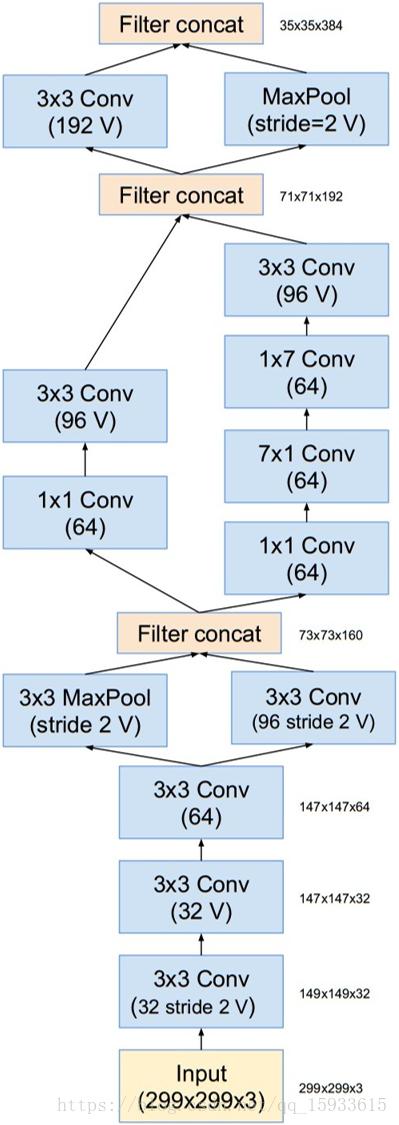 Filter concat
35x35x384
3x3 Conv
(192 V)
MaxPool
(stride=2 V)
Filter concat
71x71x192
3x3 Conv
(96 V)
1x7 Conv
(64)
3x3 Conv
(96 V)
7x1 Conv
(64)
1x1 Conv
(64)
1x1 Conv
(64)
Filter concat
73x73x160
3x3 MaxPool
(stride 2 V)
3x3 Conv
(96 stride 2 V)
3x3 Conv
(64)
147x147x64
3x3 Conv
(32 V)
147x147x32
3x3 Conv
(32 stride 2 V)
149x149x32
Input
(299x299x3)
299x299x3